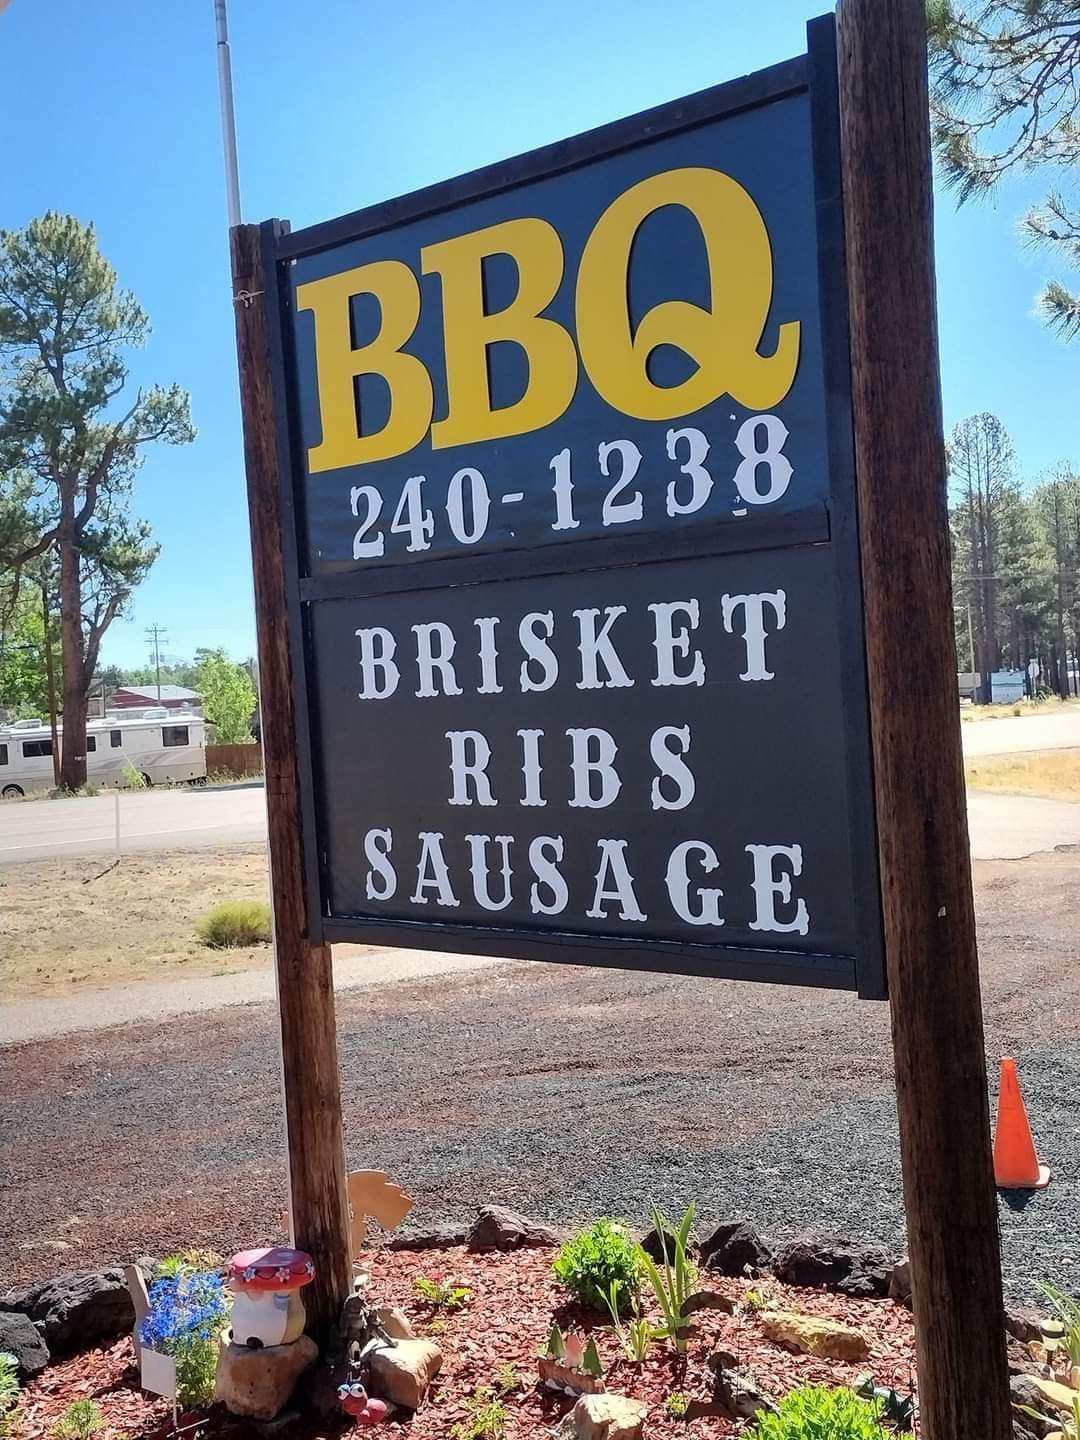 BBQ
240-1238
BRISKET
RIBS
SAUSAGE